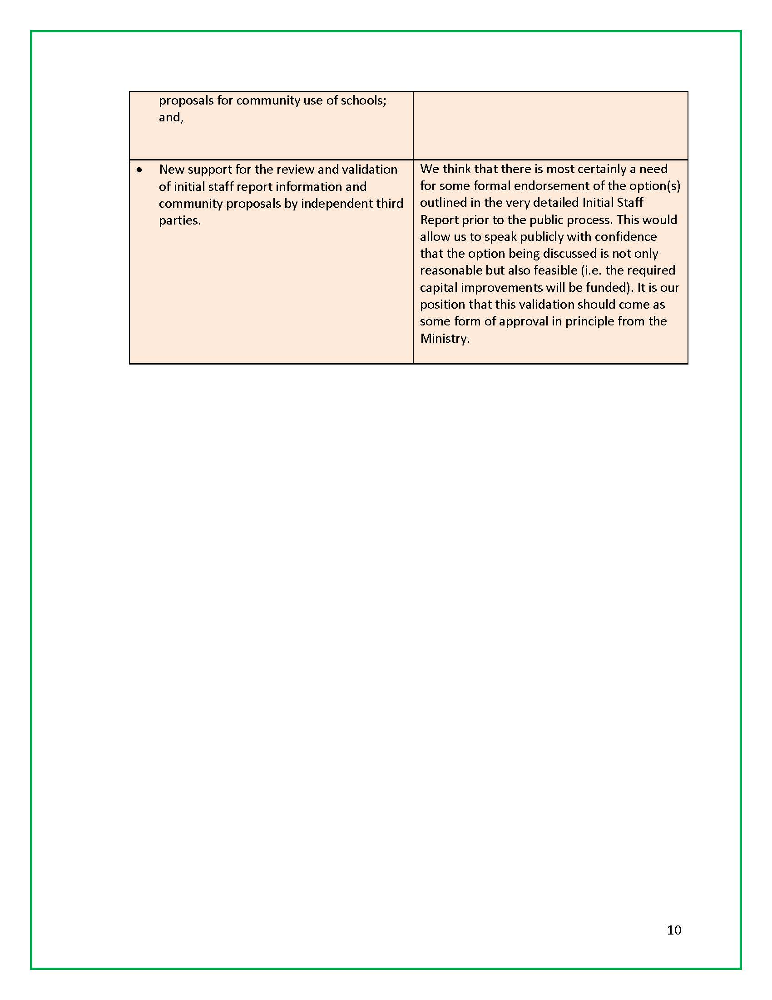 proposals for community use of schools;
and,
• New support for the review and validation
of initial staff report information and
community proposals by independent third
parties.
We think that there is most certainly a need
for some formal endorsement of the option(s)
outlined in the very detailed Initial Staff
Report prior to the public process. This would
allow us to speak publicly with confidence
that the option being discussed is not only
reasonable but also feasible (i.e. the required
capital improvements will be funded). It is our
position that this validation should come as
some form of approval in principle from the
Ministry.
10